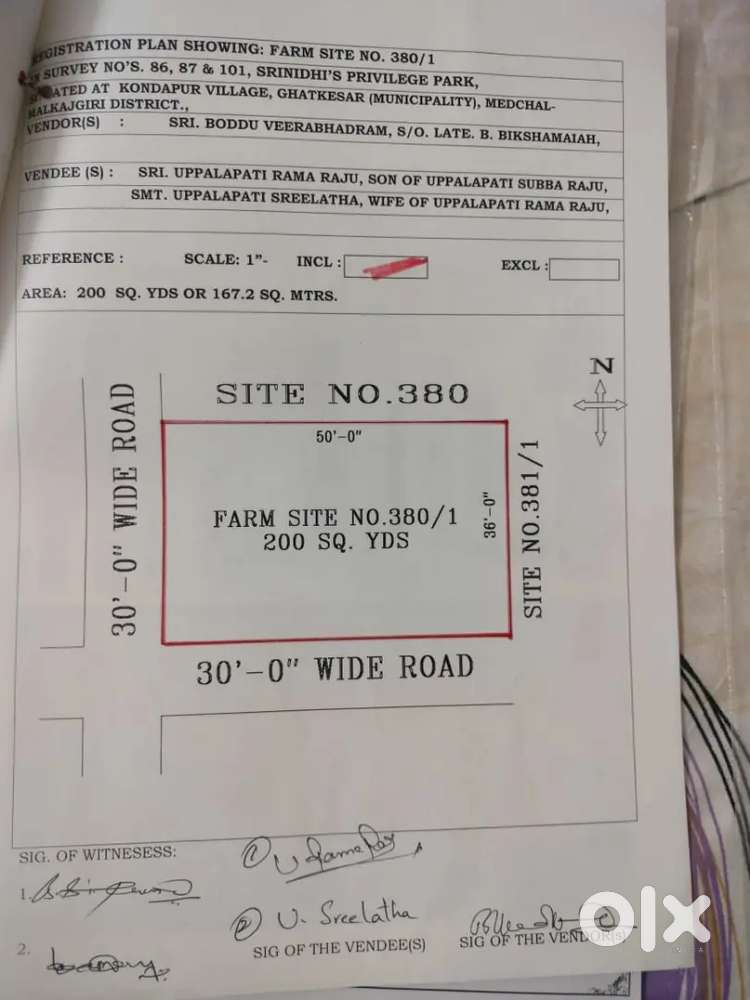 REGISTRATION PLAN SHOWING: FARM SITE NO. 380/1
IN SURVEY NO'S. 86, 87 & 101, SRINIDHI'S PRIVILEGE PARK,
SITUATED AT KONDAPUR VILLAGE, GHATKESAR (MUNICIPALITY), MEDCHAL-
MALKAJGIRI DISTRICT.,
VENDOR(S) : SRI. BODDU VEERABHADRAM, S/O. LATE. B. BIKSHAMAIAH,
VENDEE (S) : SRI. UPPALAPATI RAMA RAJU, SON OF UPPALAPATI SUBBA RAJU,
SMT. UPPALAPATI SREELATHA, WIFE OF UPPALAPATI RAMA RAJU,
REFERENCE : SCALE: 1"- INCL : EXCL :
AREA: 200 SQ. YDS OR 167.2 SQ. MTRS.
N
SITE NO.380
50'-0"
30'-0" WIDE ROAD
FARM SITE NO.380/1
200 SQ. YDS
36'-0"
SITE NO.381/1
30'-0" WIDE ROAD
SIG. OF WITNESESS:
1.
2.
① 
② U. Sreelatha
SIG OF THE VENDEE(S)
SIG OF THE VENDOR(s)
olx